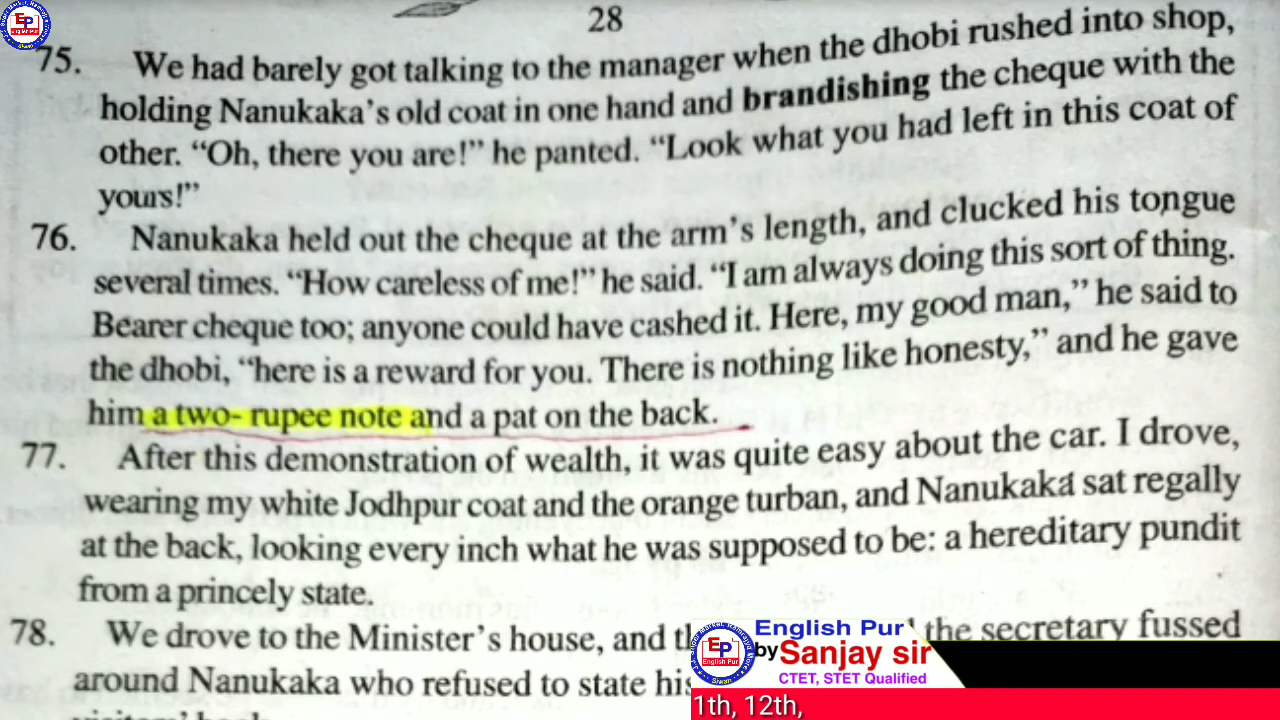 28
75. We had barely got talking to the manager when the dhobi rushed into shop,
holding Nanukaka's old coat in one hand and brandishing the cheque with the
other. "Oh, there you are!" he panted. "Look what you had left in this coat of
yours!"
76. Nanukaka held out the cheque at the arm's length, and clucked his tongue
several times. "How careless of me!" he said. "I am always doing this sort of thing.
Bearer cheque too; anyone could have cashed it. Here, my good man," he said to
the dhobi, "here is a reward for you. There is nothing like honesty," and he gave
him a two- rupee note and a pat on the back.
77. After this demonstration of wealth, it was quite easy about the car. I drove,
wearing my white Jodhpur coat and the orange turban, and Nanukaka sat regally
at the back, looking every inch what he was supposed to be: a hereditary pundit
from a princely state.
78. We drove to the Minister's house, and the secretary fussed
around Nanukaka who refused to state his
EP
English Pur
EP
English Pur
Siwan
English Pur
by Sanjay sir
CTET, STET Qualified
1th, 12th,